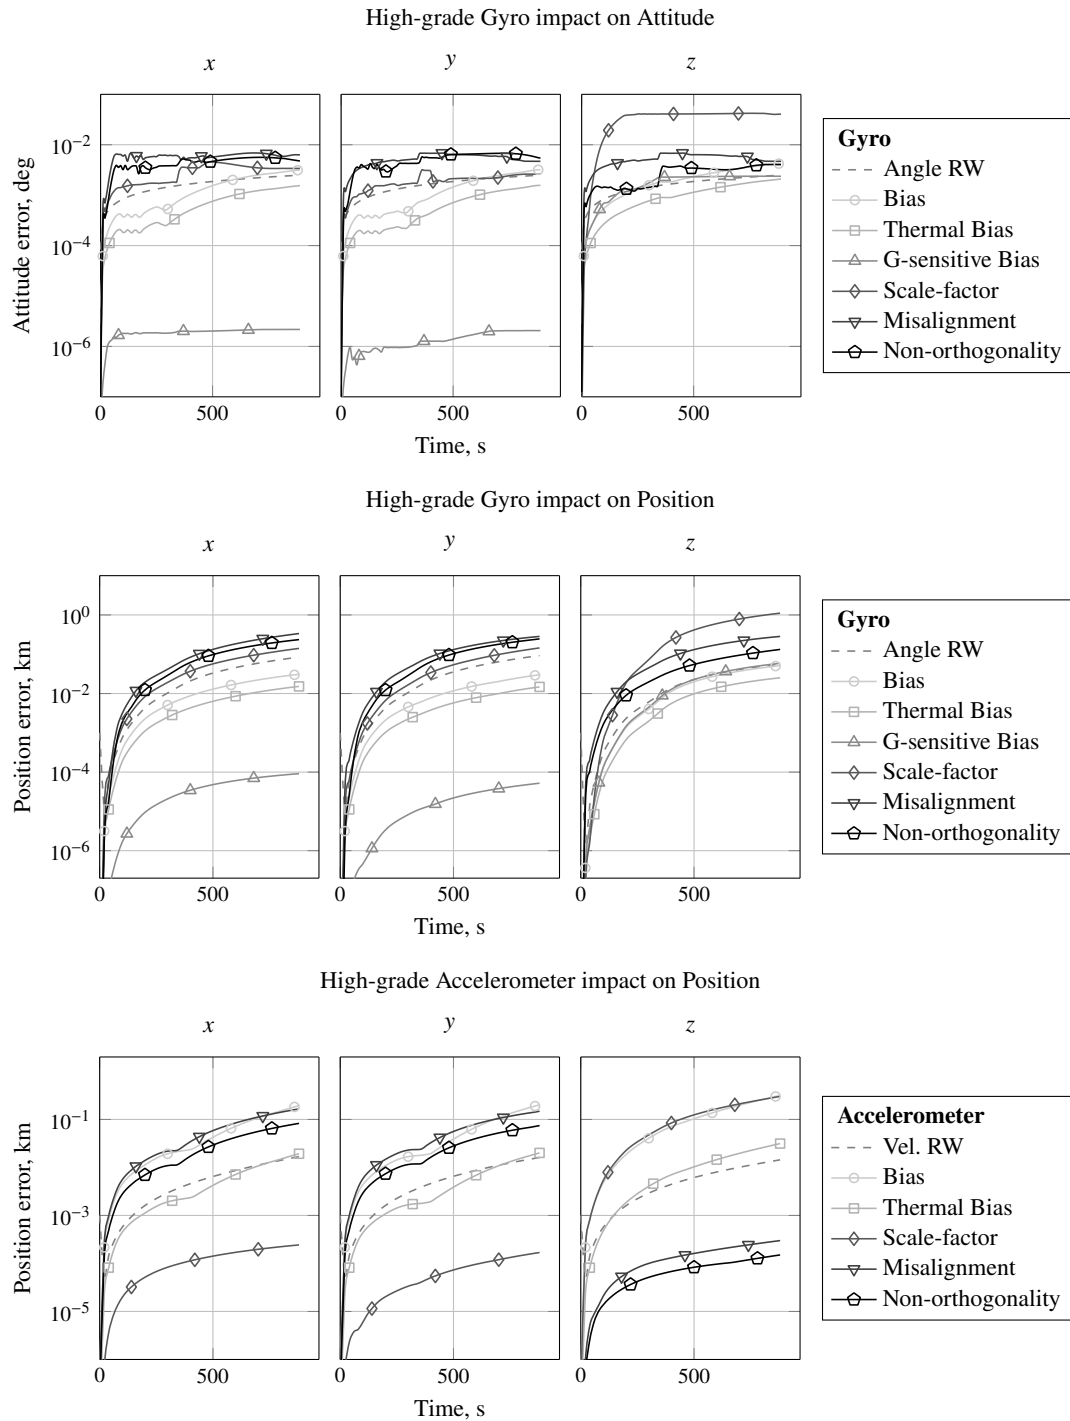 High-grade Gyro impact on Attitude
x y z
10⁻²
10⁻⁴
10⁻⁶
Attitude error, deg
0 500 0 500 0 500
Time, s
Gyro
Angle RW
Bias
Thermal Bias
G-sensitive Bias
Scale-factor
Misalignment
Non-orthogonality
High-grade Gyro impact on Position
x y z
10⁰
10⁻²
10⁻⁴
10⁻⁶
Position error, km
0 500 0 500 0 500
Time, s
Gyro
Angle RW
Bias
Thermal Bias
G-sensitive Bias
Scale-factor
Misalignment
Non-orthogonality
High-grade Accelerometer impact on Position
x y z
10⁻¹
10⁻³
10⁻⁵
Position error, km
0 500 0 500 0 500
Time, s
Accelerometer
Vel. RW
Bias
Thermal Bias
Scale-factor
Misalignment
Non-orthogonality